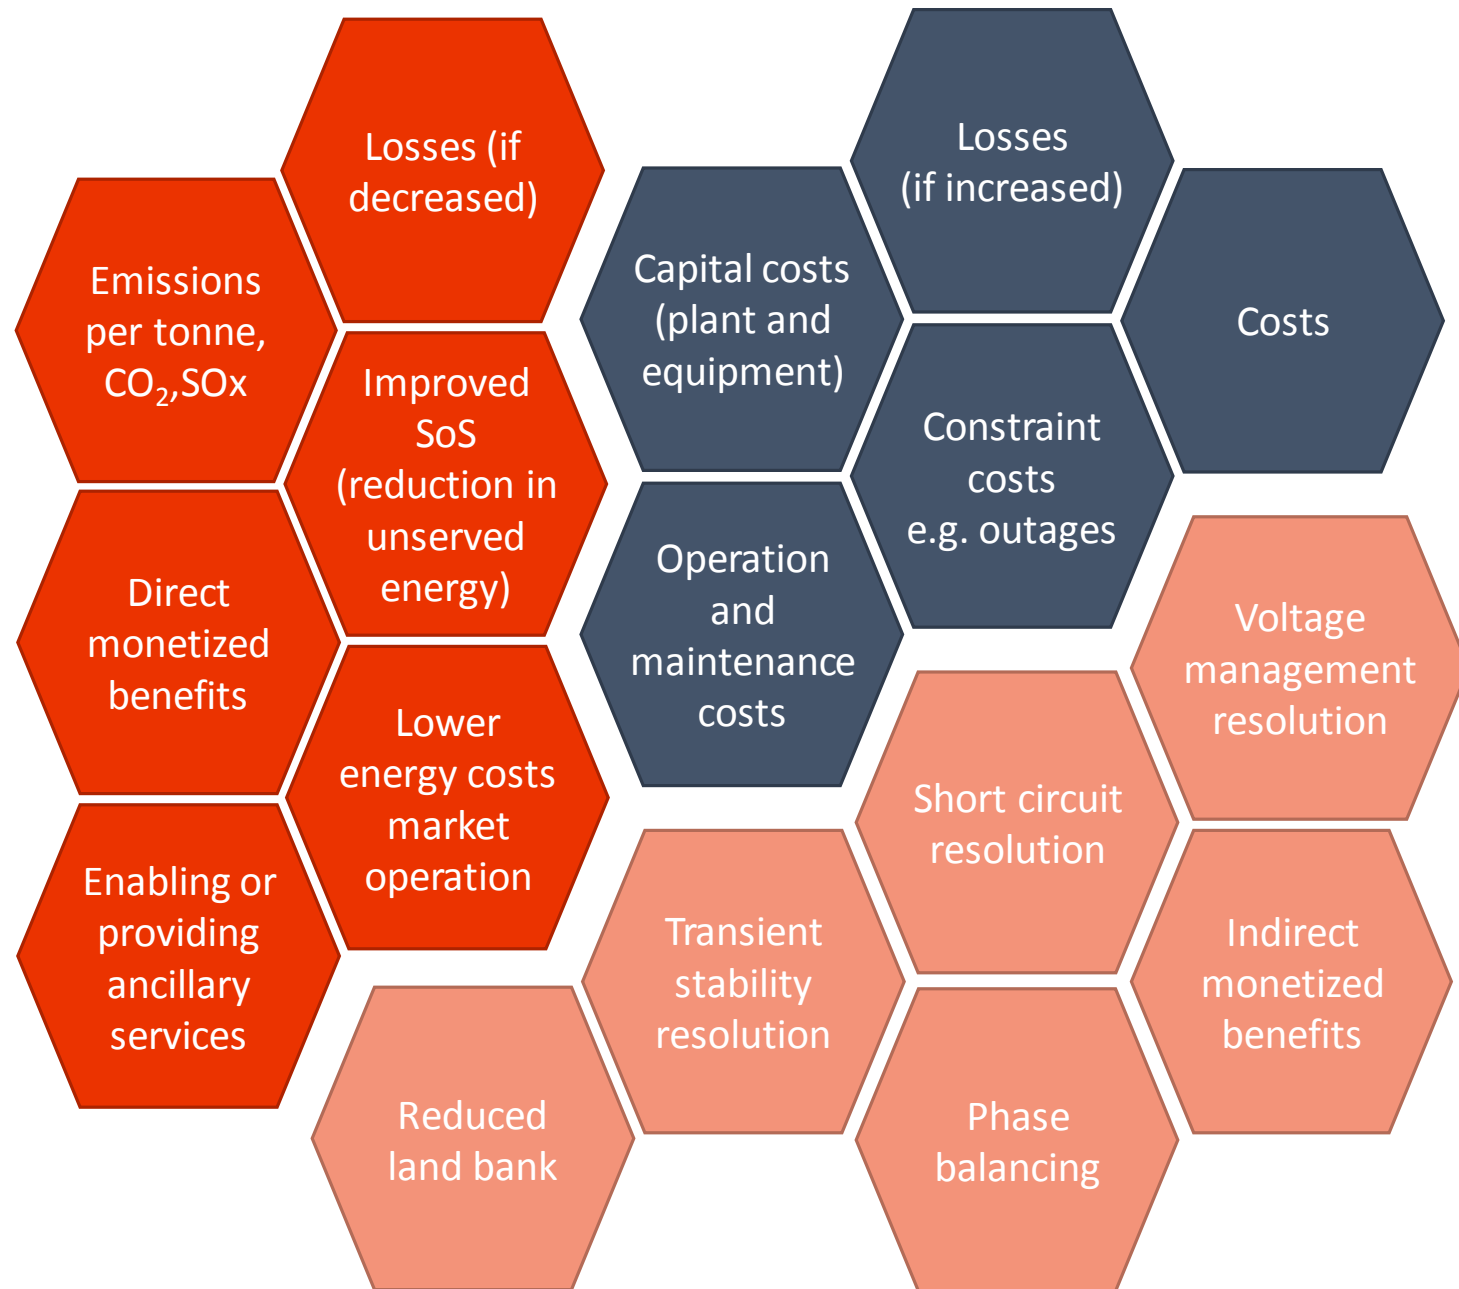 Losses (if
decreased)
Emissions
per tonne,
CO₂,SOx
Improved
SoS
(reduction in
unserved
energy)
Direct
monetized
benefits
Lower
energy costs
market
operation
Enabling or
providing
ancillary
services
Losses
(if increased)
Capital costs
(plant and
equipment)
Costs
Constraint
costs
e.g. outages
Operation
and
maintenance
costs
Voltage
management
resolution
Short circuit
resolution
Transient
stability
resolution
Indirect
monetized
benefits
Reduced
land bank
Phase
balancing